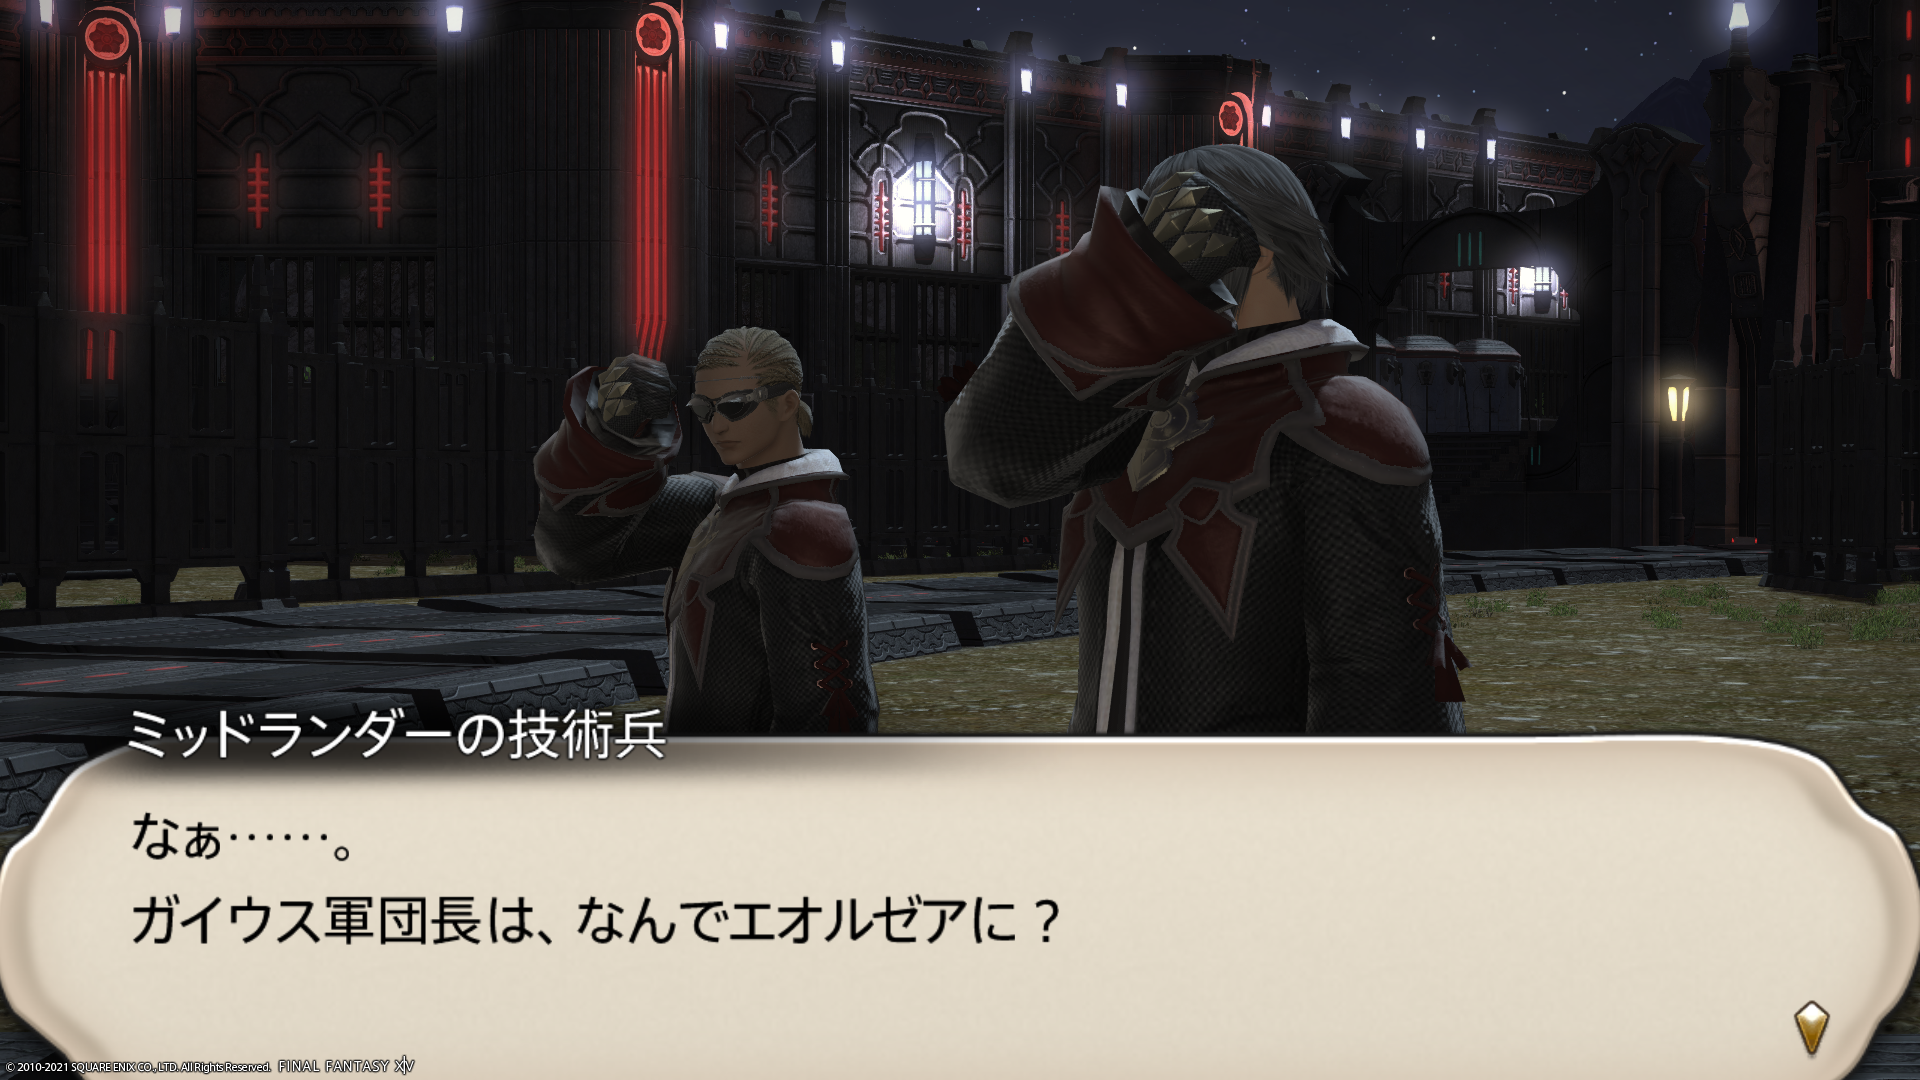 ミッドランダーの技術兵
なぁ……。
ガイウス軍団長は、なんでエオルゼアに？
© 2010-2021 SQUARE ENIX CO., LTD. All Rights Reserved. FINAL FANTASY XIV